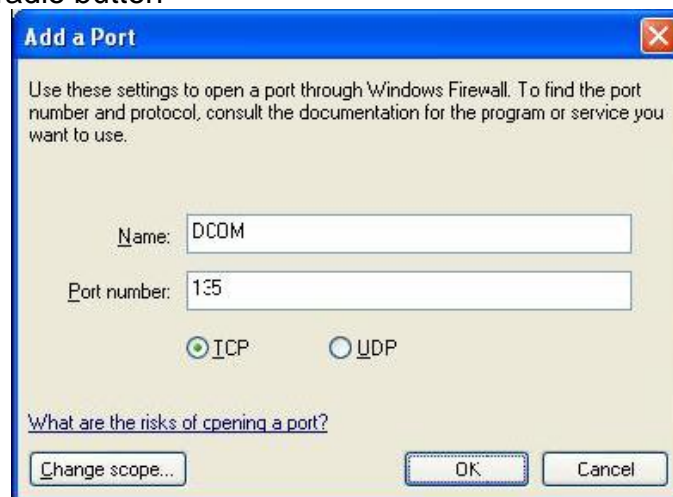 radio button
Add a Port
Use these settings to open a port through Windows Firewall. To find the port
number and protocol, consult the documentation for the program or service you
want to use.
Name: DCOM
Port number: 135
TCP UDP
What are the risks of opening a port?
Change scope... OK Cancel